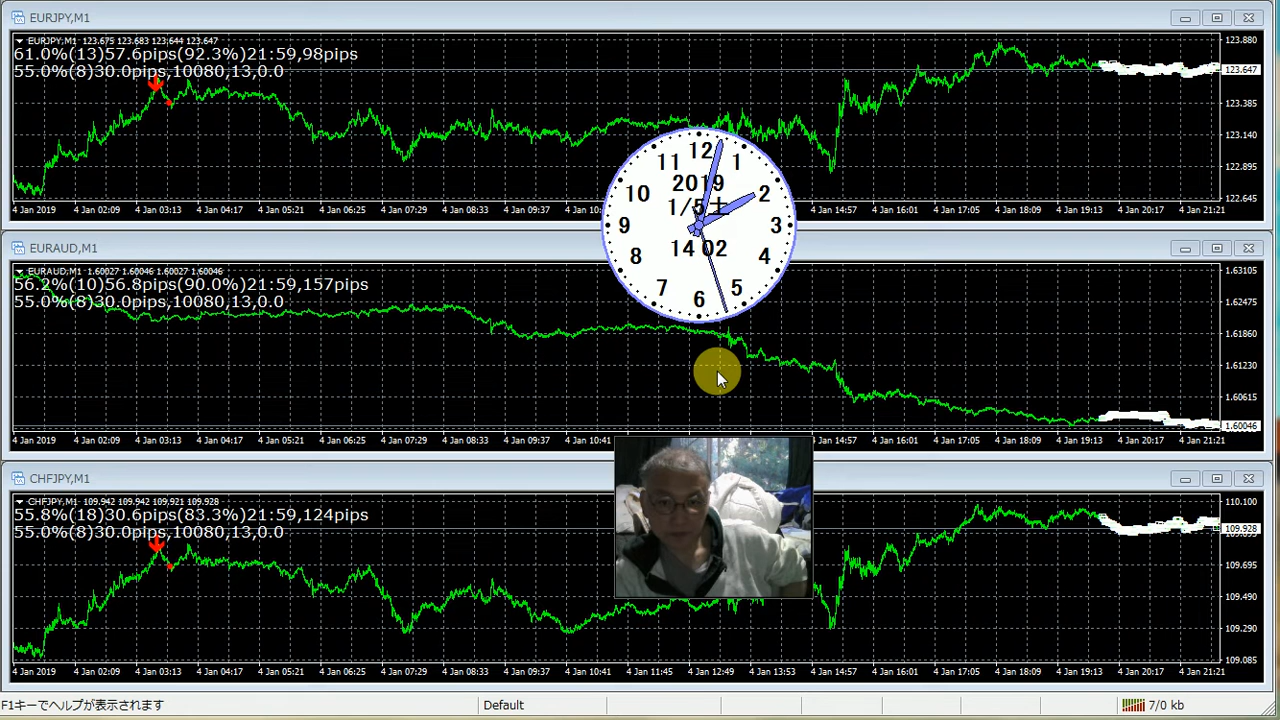 EURJPY,M1
EURJPY,M1 123.675 123.683 123.644 123.647
61.0%(13)57.6pips(92.3%)21:59,98pips
55.0%(8)30.0pips,10080,13,0.0
123.880
123.647
123.385
123.140
122.895
122.645
4 Jan 2019 4 Jan 02:09 4 Jan 03:13 4 Jan 04:17 4 Jan 05:21 4 Jan 06:25 4 Jan 07:29 4 Jan 08:33 4 Jan 09:37 4 Jan 10:41 4 Jan 14:57 4 Jan 16:01 4 Jan 17:05 4 Jan 18:09 4 Jan 19:13 4 Jan 20:17 4 Jan 21:21
12
1
2
3
4
5
6
7
8
9
10
11
2019
1/5土
14 02
EURAUD,M1
EURAUD,M1 1.60027 1.60046 1.60027 1.60046
56.2%(10)56.8pips(90.0%)21:59,157pips
55.0%(8)30.0pips,10080,13,0.0
1.63105
1.62475
1.61860
1.61230
1.60615
1.60046
4 Jan 2019 4 Jan 02:09 4 Jan 03:13 4 Jan 04:17 4 Jan 05:21 4 Jan 06:25 4 Jan 07:29 4 Jan 08:33 4 Jan 09:37 4 Jan 10:41 4 Jan 14:57 4 Jan 16:01 4 Jan 17:05 4 Jan 18:09 4 Jan 19:13 4 Jan 20:17 4 Jan 21:21
CHFJPY,M1
CHFJPY,M1 109.942 109.942 109.921 109.928
55.8%(18)30.6pips(83.3%)21:59,124pips
55.0%(8)30.0pips,10080,13,0.0
110.100
109.928
109.695
109.490
109.290
109.085
4 Jan 2019 4 Jan 02:09 4 Jan 03:13 4 Jan 04:17 4 Jan 05:21 4 Jan 06:25 4 Jan 07:29 4 Jan 08:33 4 Jan 09:37 4 Jan 10:41 4 Jan 11:45 4 Jan 12:49 4 Jan 13:53 4 Jan 14:57 4 Jan 16:01 4 Jan 17:05 4 Jan 18:09 4 Jan 19:13 4 Jan 20:17 4 Jan 21:21
F1キーでヘルプが表示されます Default 7/0 kb